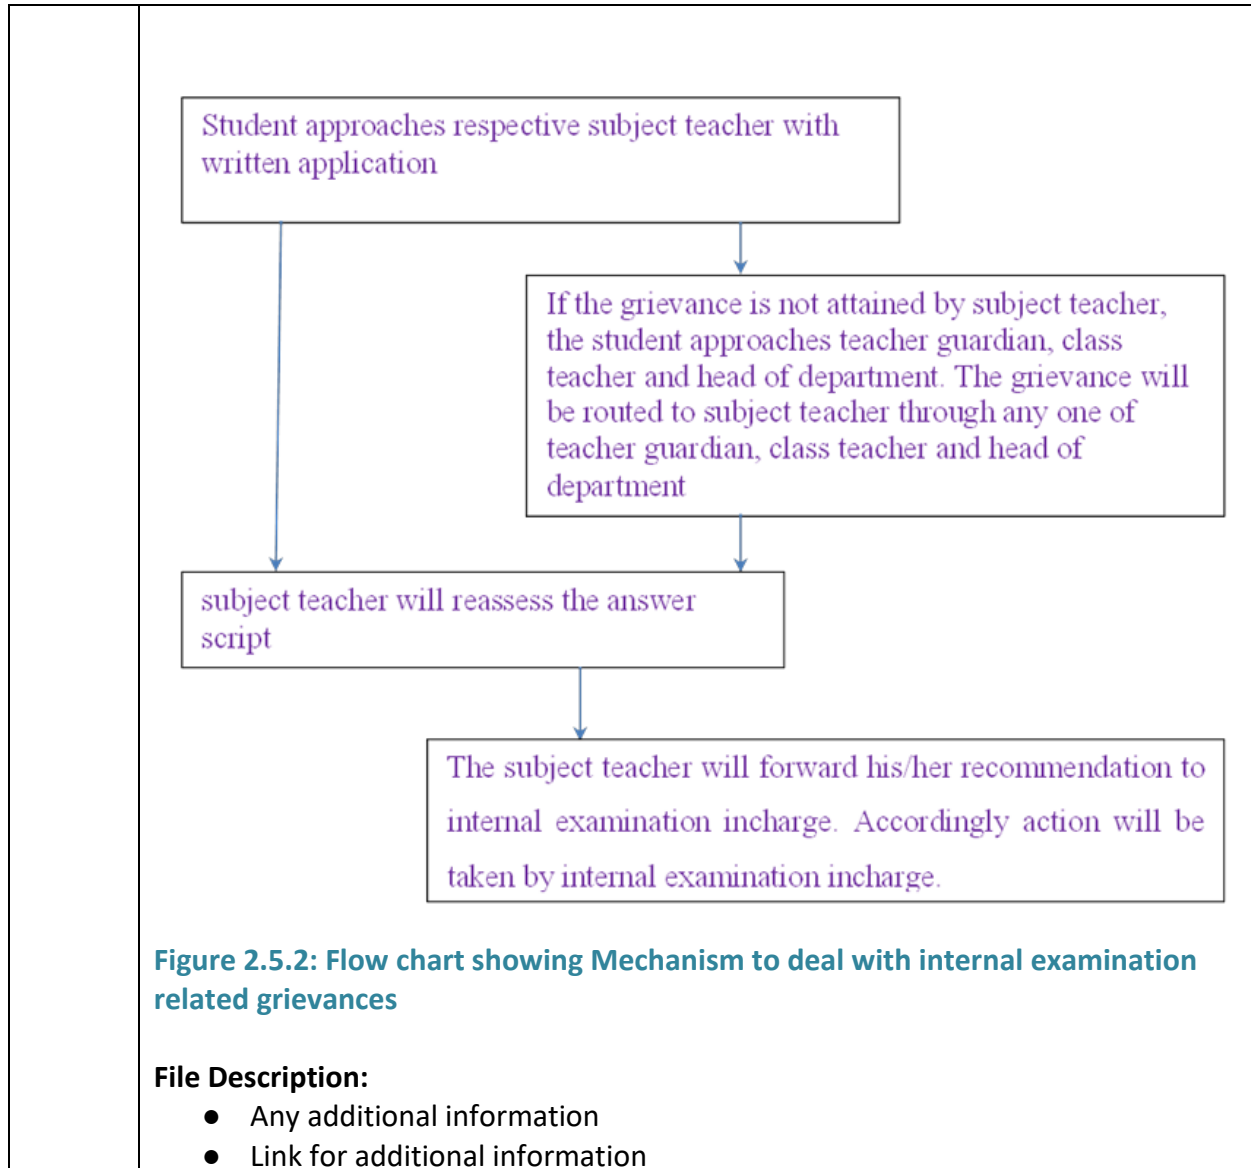 Student approaches respective subject teacher with
written application
If the grievance is not attained by subject teacher,
the student approaches teacher guardian, class
teacher and head of department. The grievance will
be routed to subject teacher through any one of
teacher guardian, class teacher and head of
department
subject teacher will reassess the answer
script
The subject teacher will forward his/her recommendation to
internal examination incharge. Accordingly action will be
taken by internal examination incharge.
Figure 2.5.2: Flow chart showing Mechanism to deal with internal examination
related grievances
File Description:
● Any additional information
● Link for additional information